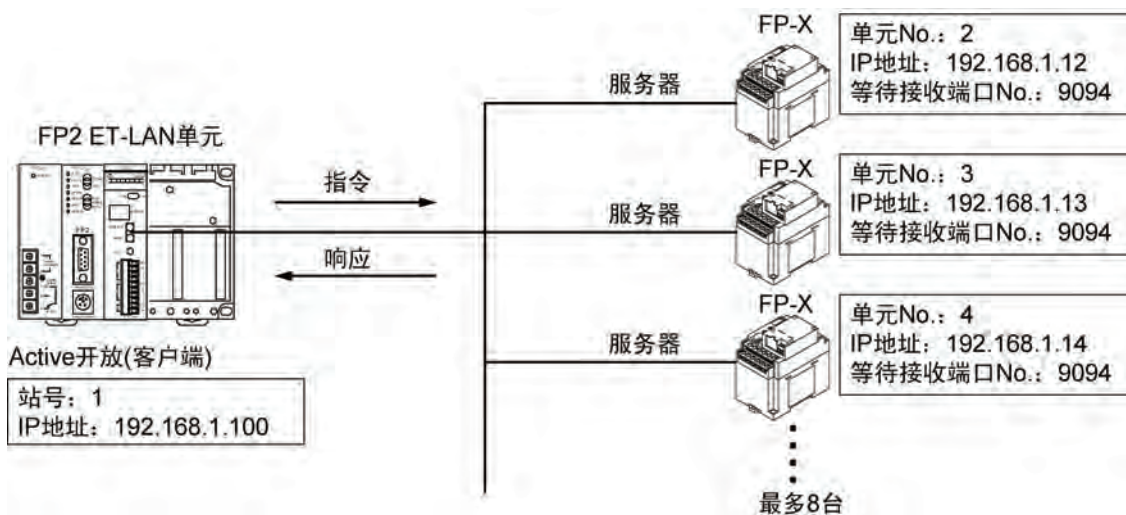 FP-X
单元No.：2
IP地址：192.168.1.12
等待接收端口No.：9094
服务器
FP2 ET-LAN单元
指令
响应
FP-X
单元No.：3
IP地址：192.168.1.13
等待接收端口No.：9094
服务器
FP-X
单元No.：4
IP地址：192.168.1.14
等待接收端口No.：9094
服务器
Active开放(客户端)
站号：1
IP地址：192.168.1.100
最多8台